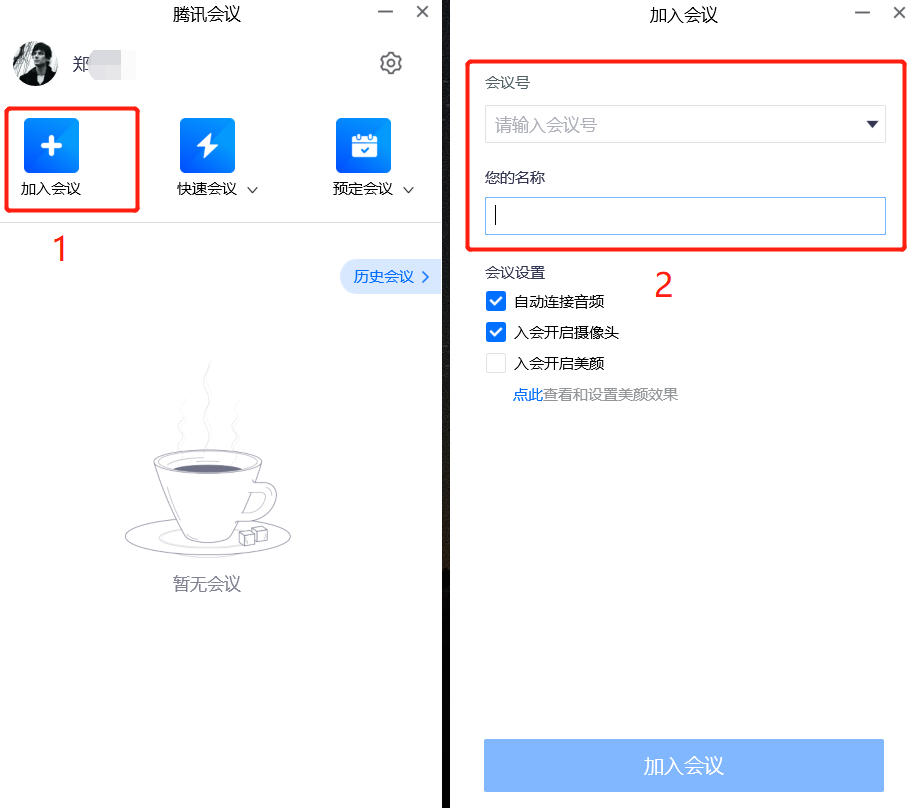 腾讯会议
郑
加入会议
快速会议
预定会议
1
历史会议
暂无会议
加入会议
会议号
请输入会议号
您的名称
会议设置
2
自动连接音频
入会开启摄像头
入会开启美颜
点此查看和设置美颜效果
加入会议